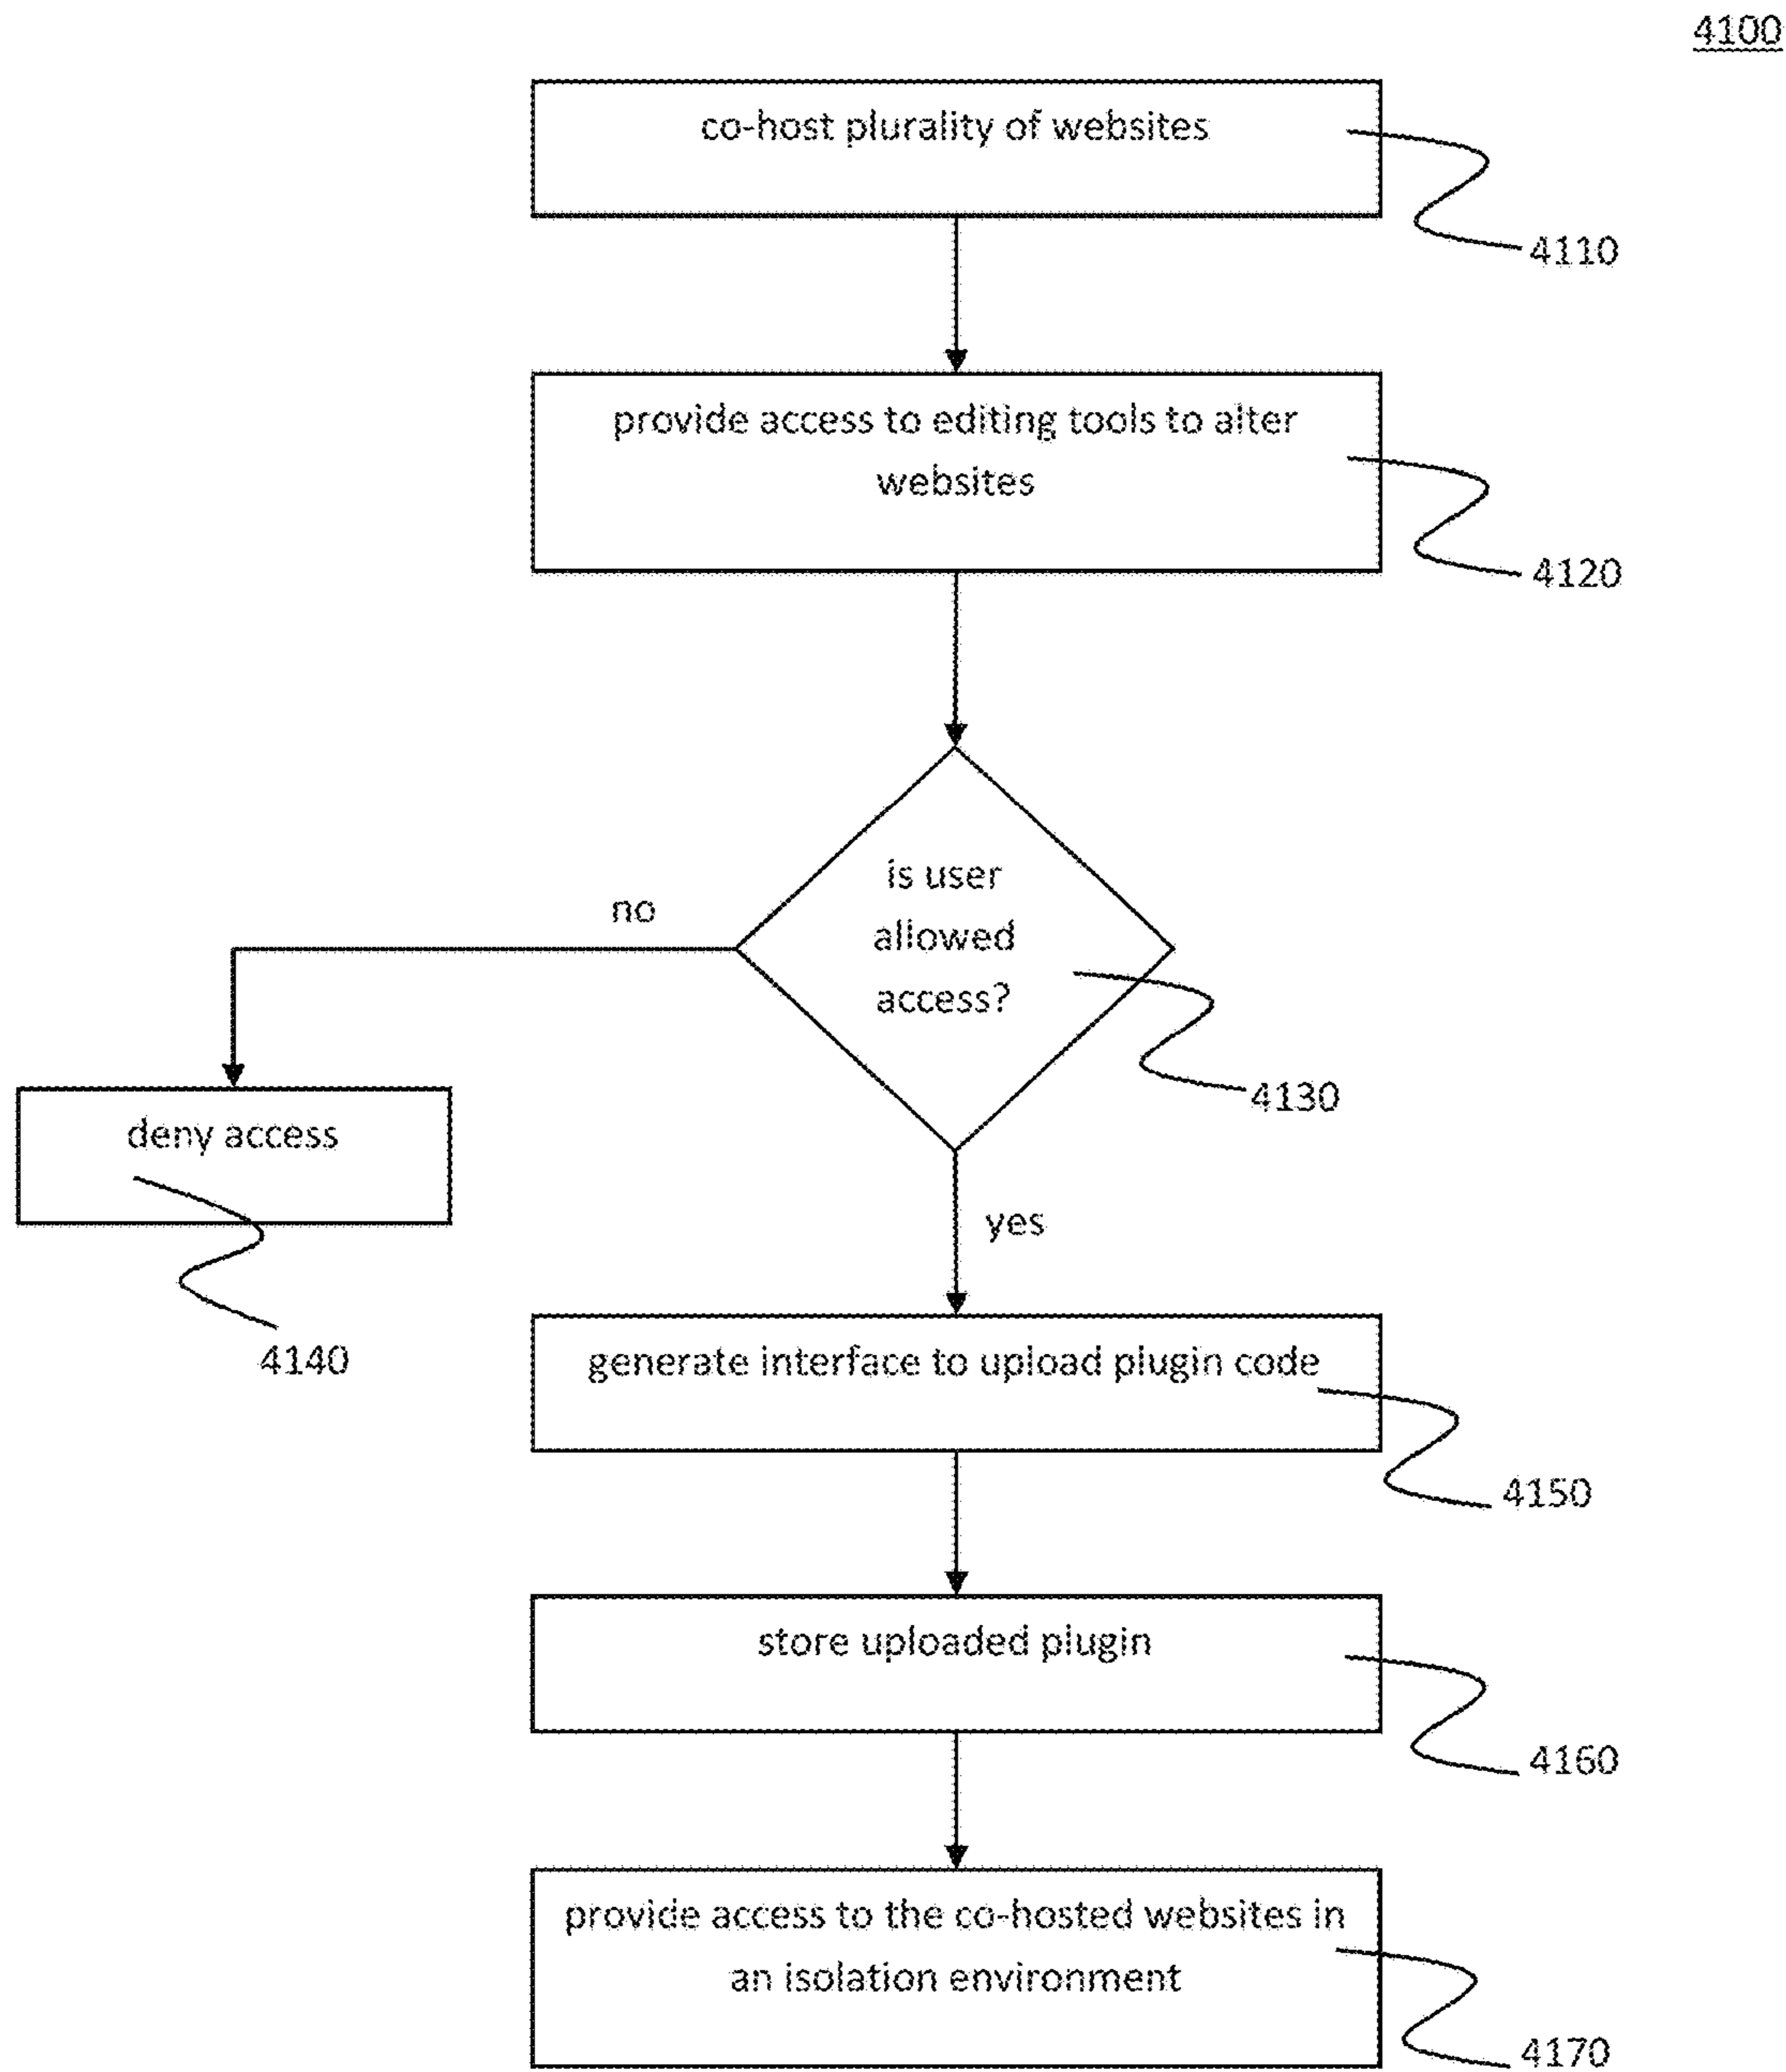 4100
co-host plurality of websites
4110
provide access to editing tools to alter
websites
4120
is user
allowed
access?
no
4130
deny access
4140
yes
generate interface to upload plugin code
4150
store uploaded plugin
4160
provide access to the co-hosted websites in
an isolation environment
4170